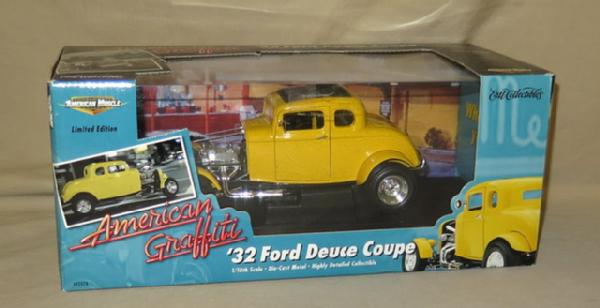 AMERICAN MUSCLE
Limited Edition
Ertl Collectibles
American
Graffiti
'32 Ford Deuce Coupe
1/18th Scale • Die-Cast Metal • Highly Detailed Collectible
Me